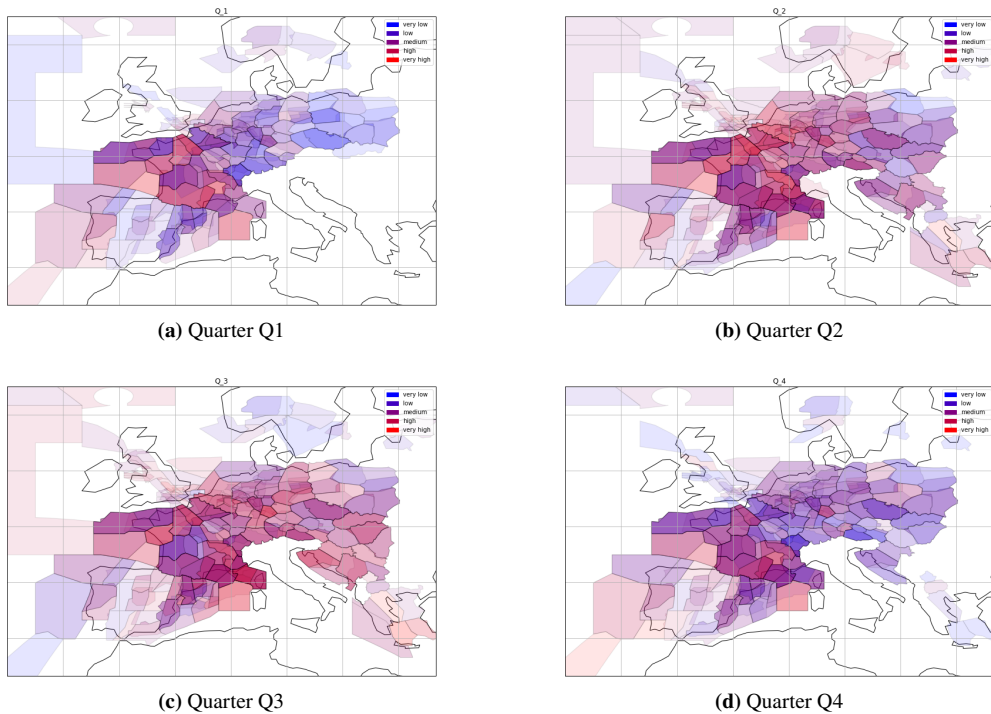 Q_1
very low
low
medium
high
very high
(a) Quarter Q1
Q_2
very low
low
medium
high
very high
(b) Quarter Q2
Q_3
very low
low
medium
high
very high
(c) Quarter Q3
Q_4
very low
low
medium
high
very high
(d) Quarter Q4